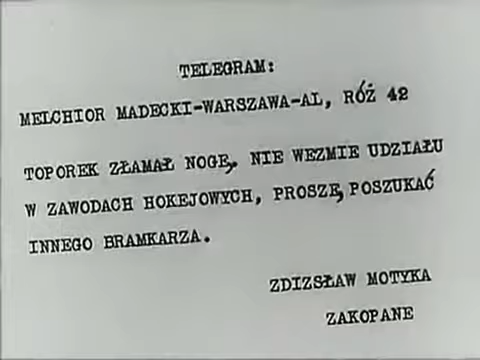 TELEGRAM:
MELCHIOR MADECKI-WARSZAWA-AL, RÓŻ 42
TOPOREK ZŁAMAŁ NOGĘ. NIE WEZMIE UDZIAŁU
W ZAWODACH HOKEJOWYCH, PROSZĘ POSZUKAĆ
INNEGO BRAMKARZA.
ZDIZSŁAW MOTYKA
ZAKOPANE